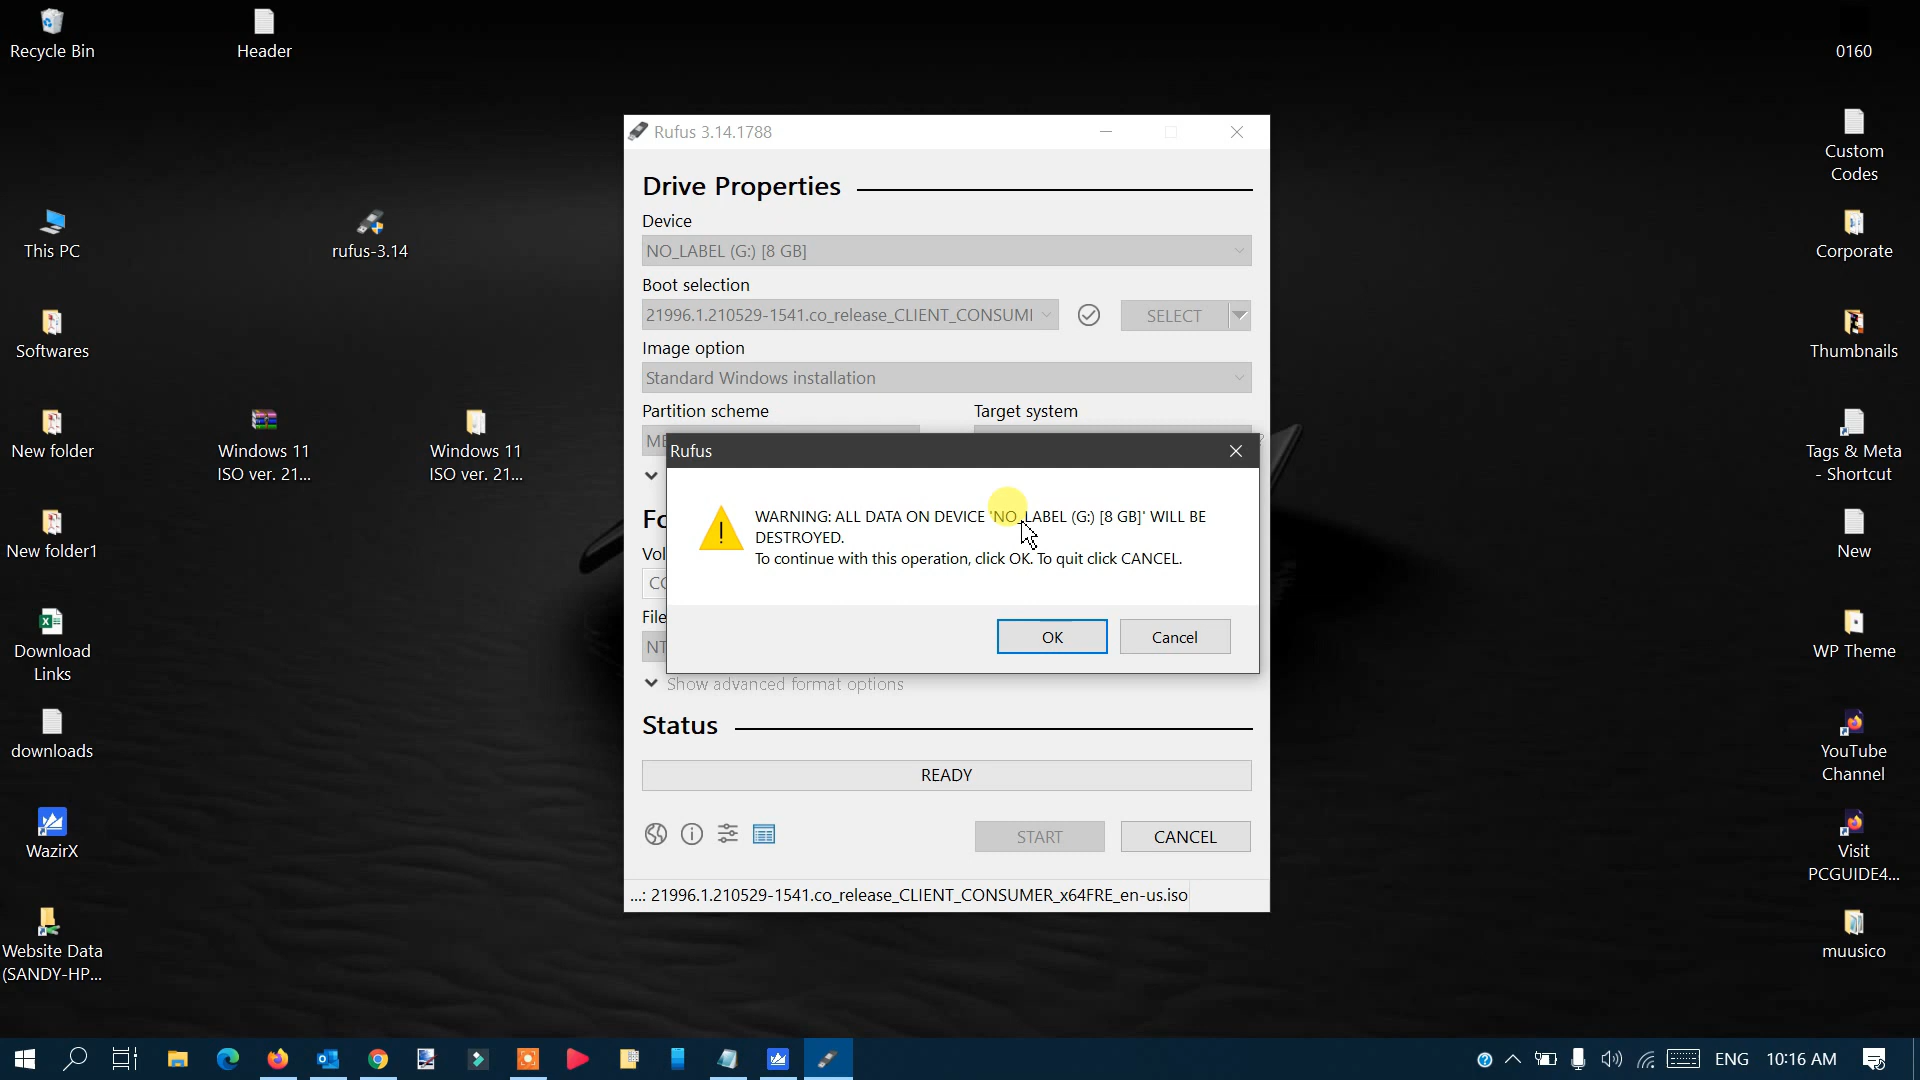 Recycle Bin
Header
0160
This PC
rufus-3.14
Softwares
New folder
Windows 11
ISO ver. 21...
Windows 11
ISO ver. 21...
New folder1
Download
Links
downloads
WazirX
Website Data
(SANDY-HP...
Custom
Codes
Corporate
Thumbnails
Tags & Meta
- Shortcut
New
WP Theme
YouTube
Channel
Visit
PCGUIDE4...
muusico
Rufus 3.14.1788
Drive Properties
Device
NO_LABEL (G:) [8 GB]
Boot selection
21996.1.210529-1541.co_release_CLIENT_CONSUMI
SELECT
Image option
Standard Windows installation
Partition scheme
Target system
Rufus
WARNING: ALL DATA ON DEVICE 'NO_LABEL (G:) [8 GB]' WILL BE
DESTROYED.
To continue with this operation, click OK. To quit click CANCEL.
OK
Cancel
Show advanced format options
Status
READY
START
CANCEL
...: 21996.1.210529-1541.co_release_CLIENT_CONSUMER_x64FRE_en-us.iso
ENG
10:16 AM